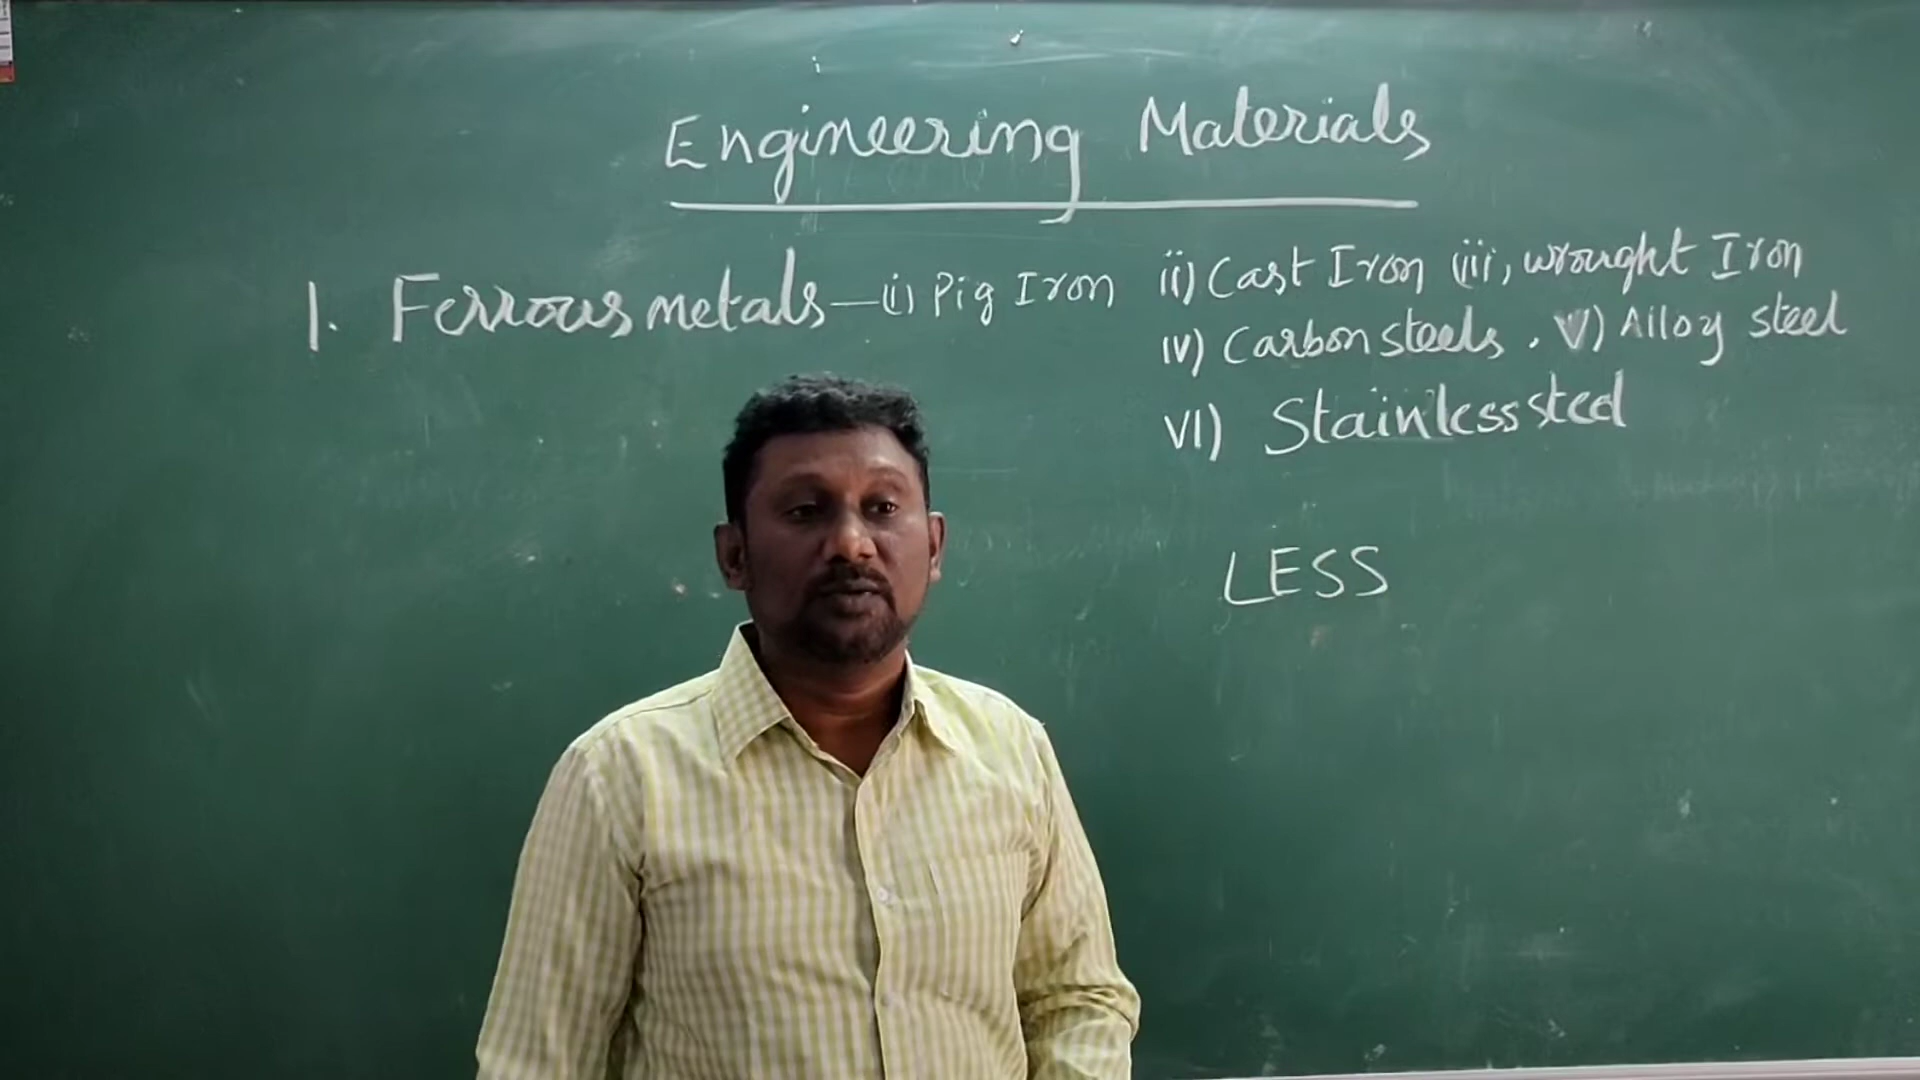 Engineering Materials
1. Ferrous metals — (i) Pig Iron ii) Cast Iron (iii, wrought Iron
IV) Carbon steels. V) Alloy steel
VI) Stainless steel
LESS